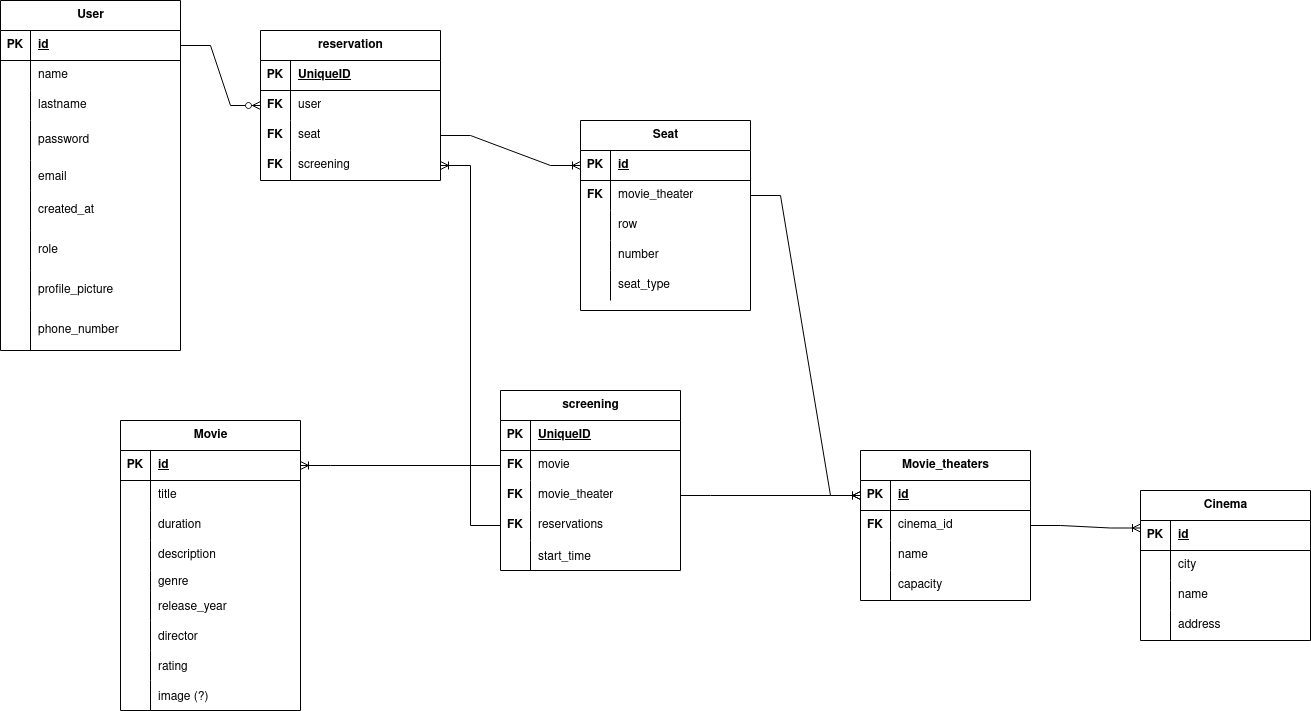 User
PK id
name
lastname
password
email
created_at
role
profile_picture
phone_number
reservation
PK UniqueID
FK user
FK seat
FK screening
Seat
PK id
FK movie_theater
row
number
seat_type
Movie
PK id
title
duration
description
genre
release_year
director
rating
image (?)
screening
PK UniqueID
FK movie
FK movie_theater
FK reservations
start_time
Movie_theaters
PK id
FK cinema_id
name
capacity
Cinema
PK id
city
name
address